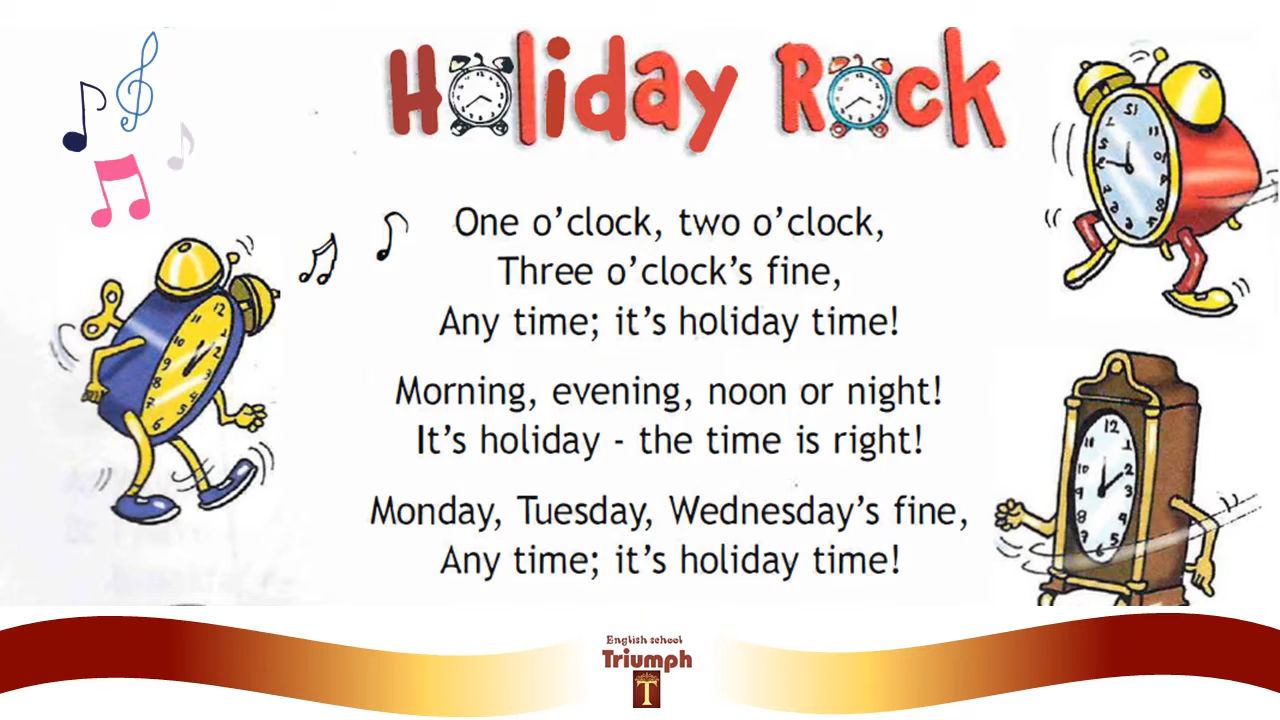 Holiday Rock
One o'clock, two o'clock,
Three o'clock's fine,
Any time; it's holiday time!
Morning, evening, noon or night!
It's holiday - the time is right!
Monday, Tuesday, Wednesday's fine,
Any time; it's holiday time!
English school
Triumph
T